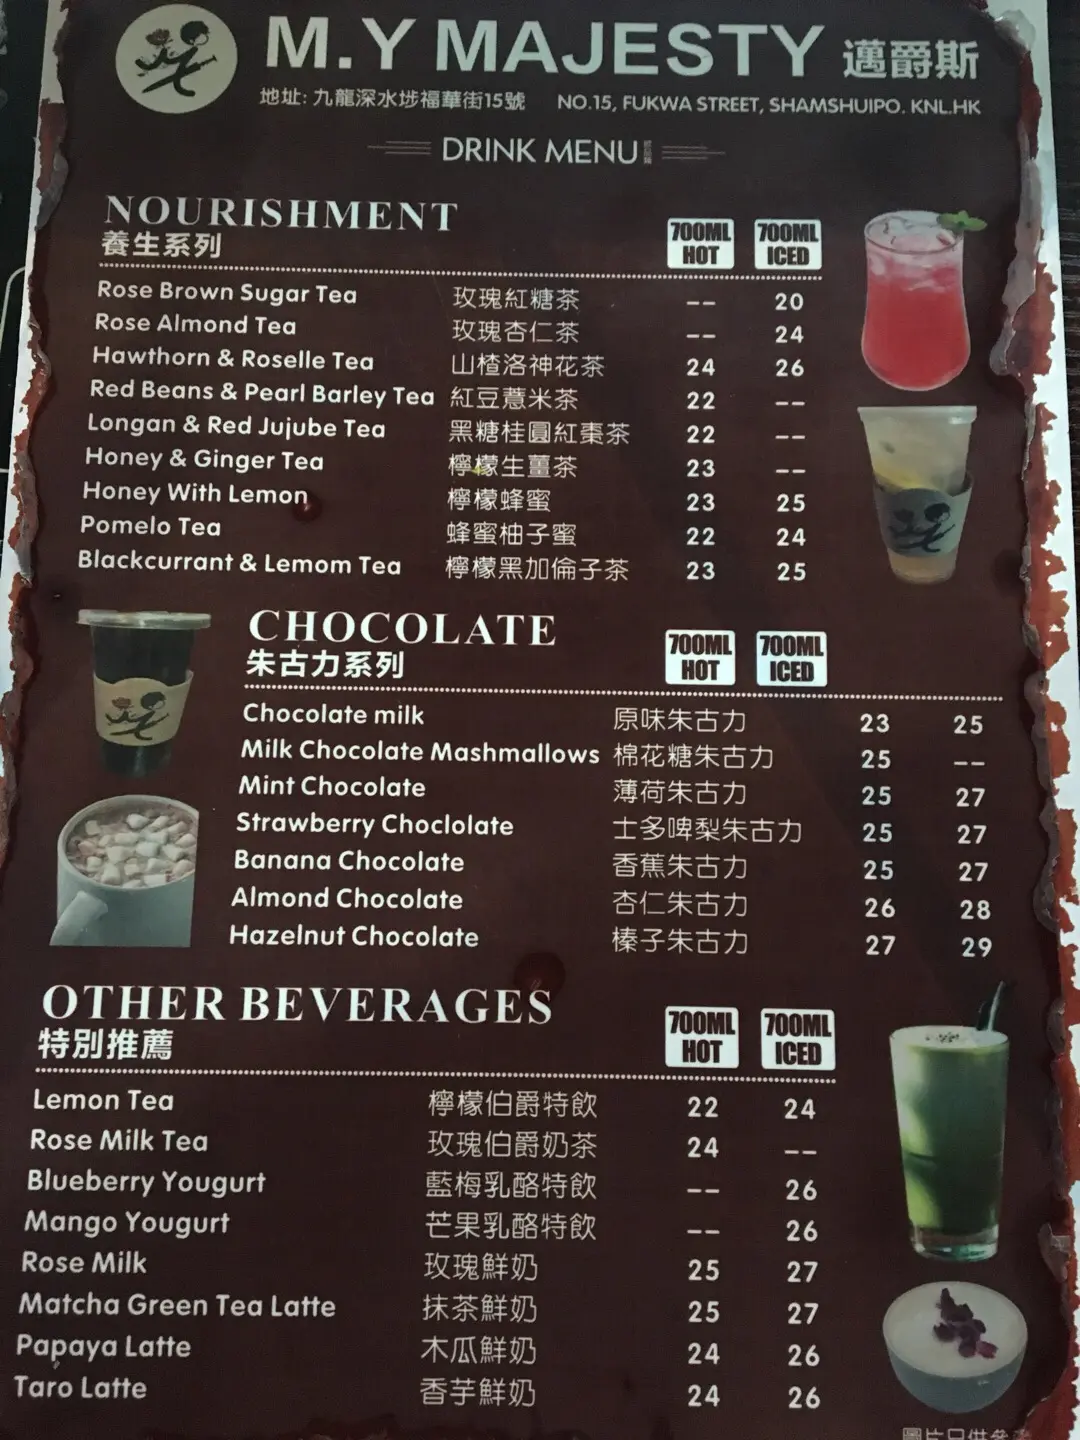 M.Y MAJESTY 邁爵斯
地址: 九龍深水埗福華街15號 NO.15, FUKWA STREET, SHAMSHUIPO. KNL.HK
DRINK MENU
NOURISHMENT
養生系列
700ML HOT 700ML ICED
Rose Brown Sugar Tea 玫瑰紅糖茶 -- 20
Rose Almond Tea 玫瑰杏仁茶 -- 24
Hawthorn & Roselle Tea 山楂洛神花茶 24 26
Red Beans & Pearl Barley Tea 紅豆薏米茶 22 --
Longan & Red Jujube Tea 黑糖桂圓紅棗茶 22 --
Honey & Ginger Tea 檸檬生薑茶 23 --
Honey With Lemon 檸檬蜂蜜 23 25
Pomelo Tea 蜂蜜柚子蜜 22 24
Blackcurrant & Lemom Tea 檸檬黑加倫子茶 23 25
CHOCOLATE
朱古力系列
700ML HOT 700ML ICED
Chocolate milk 原味朱古力 23 25
Milk Chocolate Mashmallows 棉花糖朱古力 25 --
Mint Chocolate 薄荷朱古力 25 27
Strawberry Choclolate 士多啤梨朱古力 25 27
Banana Chocolate 香蕉朱古力 25 27
Almond Chocolate 杏仁朱古力 26 28
Hazelnut Chocolate 榛子朱古力 27 29
OTHER BEVERAGES
特別推薦
700ML HOT 700ML ICED
Lemon Tea 檸檬伯爵特飲 22 24
Rose Milk Tea 玫瑰伯爵奶茶 24 --
Blueberry Yougurt 藍梅乳酪特飲 -- 26
Mango Yougurt 芒果乳酪特飲 -- 26
Rose Milk 玫瑰鮮奶 25 27
Matcha Green Tea Latte 抹茶鮮奶 25 27
Papaya Latte 木瓜鮮奶 24 26
Taro Latte 香芋鮮奶 24 26
圖片只供參考